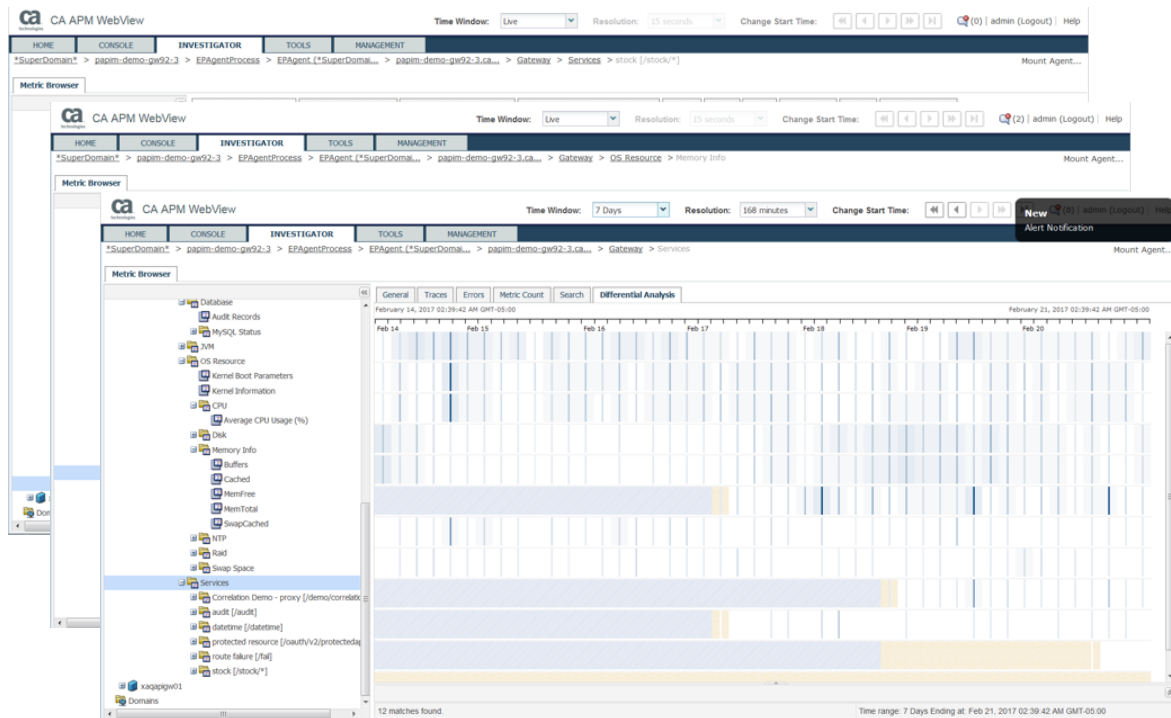 ca technologies CA APM WebView Time Window: Live Resolution: 15 seconds Change Start Time: (0) | admin (Logout) | Help
HOME CONSOLE INVESTIGATOR TOOLS MANAGEMENT
*SuperDomain* > papim-demo-gw92-3 > EPAgentProcess > EPAgent (*SuperDomai... > papim-demo-gw92-3.ca... > Gateway > Services > stock [/stock/*] Mount Agent...
Metric Browser
ca technologies CA APM WebView Time Window: Live Resolution: 15 seconds Change Start Time: (2) | admin (Logout) | Help
HOME CONSOLE INVESTIGATOR TOOLS MANAGEMENT
*SuperDomain* > papim-demo-gw92-3 > EPAgentProcess > EPAgent (*SuperDomai... > papim-demo-gw92-3.ca... > Gateway > OS Resource > Memory Info Mount Agent...
Metric Browser
ca technologies CA APM WebView Time Window: 7 Days Resolution: 168 minutes Change Start Time: admin (Logout) Help
New
Alert Notification
HOME CONSOLE INVESTIGATOR TOOLS MANAGEMENT
*SuperDomain* > papim-demo-gw92-3 > EPAgentProcess > EPAgent (*SuperDomai... > papim-demo-gw92-3.ca... > Gateway > Services Mount Agent...
Metric Browser
General Traces Errors Metric Count Search Differential Analysis
February 14, 2017 02:39:42 AM GMT-05:00 February 21, 2017 02:39:42 AM GMT-05:00
Feb 14 Feb 15 Feb 16 Feb 17 Feb 18 Feb 19 Feb 20
Database
Audit Records
MySQL Status
JVM
OS Resource
Kernel Boot Parameters
Kernel Information
CPU
Average CPU Usage (%)
Disk
Memory Info
Buffers
Cached
MemFree
MemTotal
SwapCached
NTP
Raid
Swap Space
Services
Correlation Demo - proxy [/demo/correlatio
audit [/audit]
datetime [/datetime]
protected resource [/oauth/v2/protectedap
route failure [/fail]
stock [/stock/*]
xaqapigw01
Domains
Dom
12 matches found. Time range: 7 Days Ending at: Feb 21, 2017 02:39:42 AM GMT-05:00